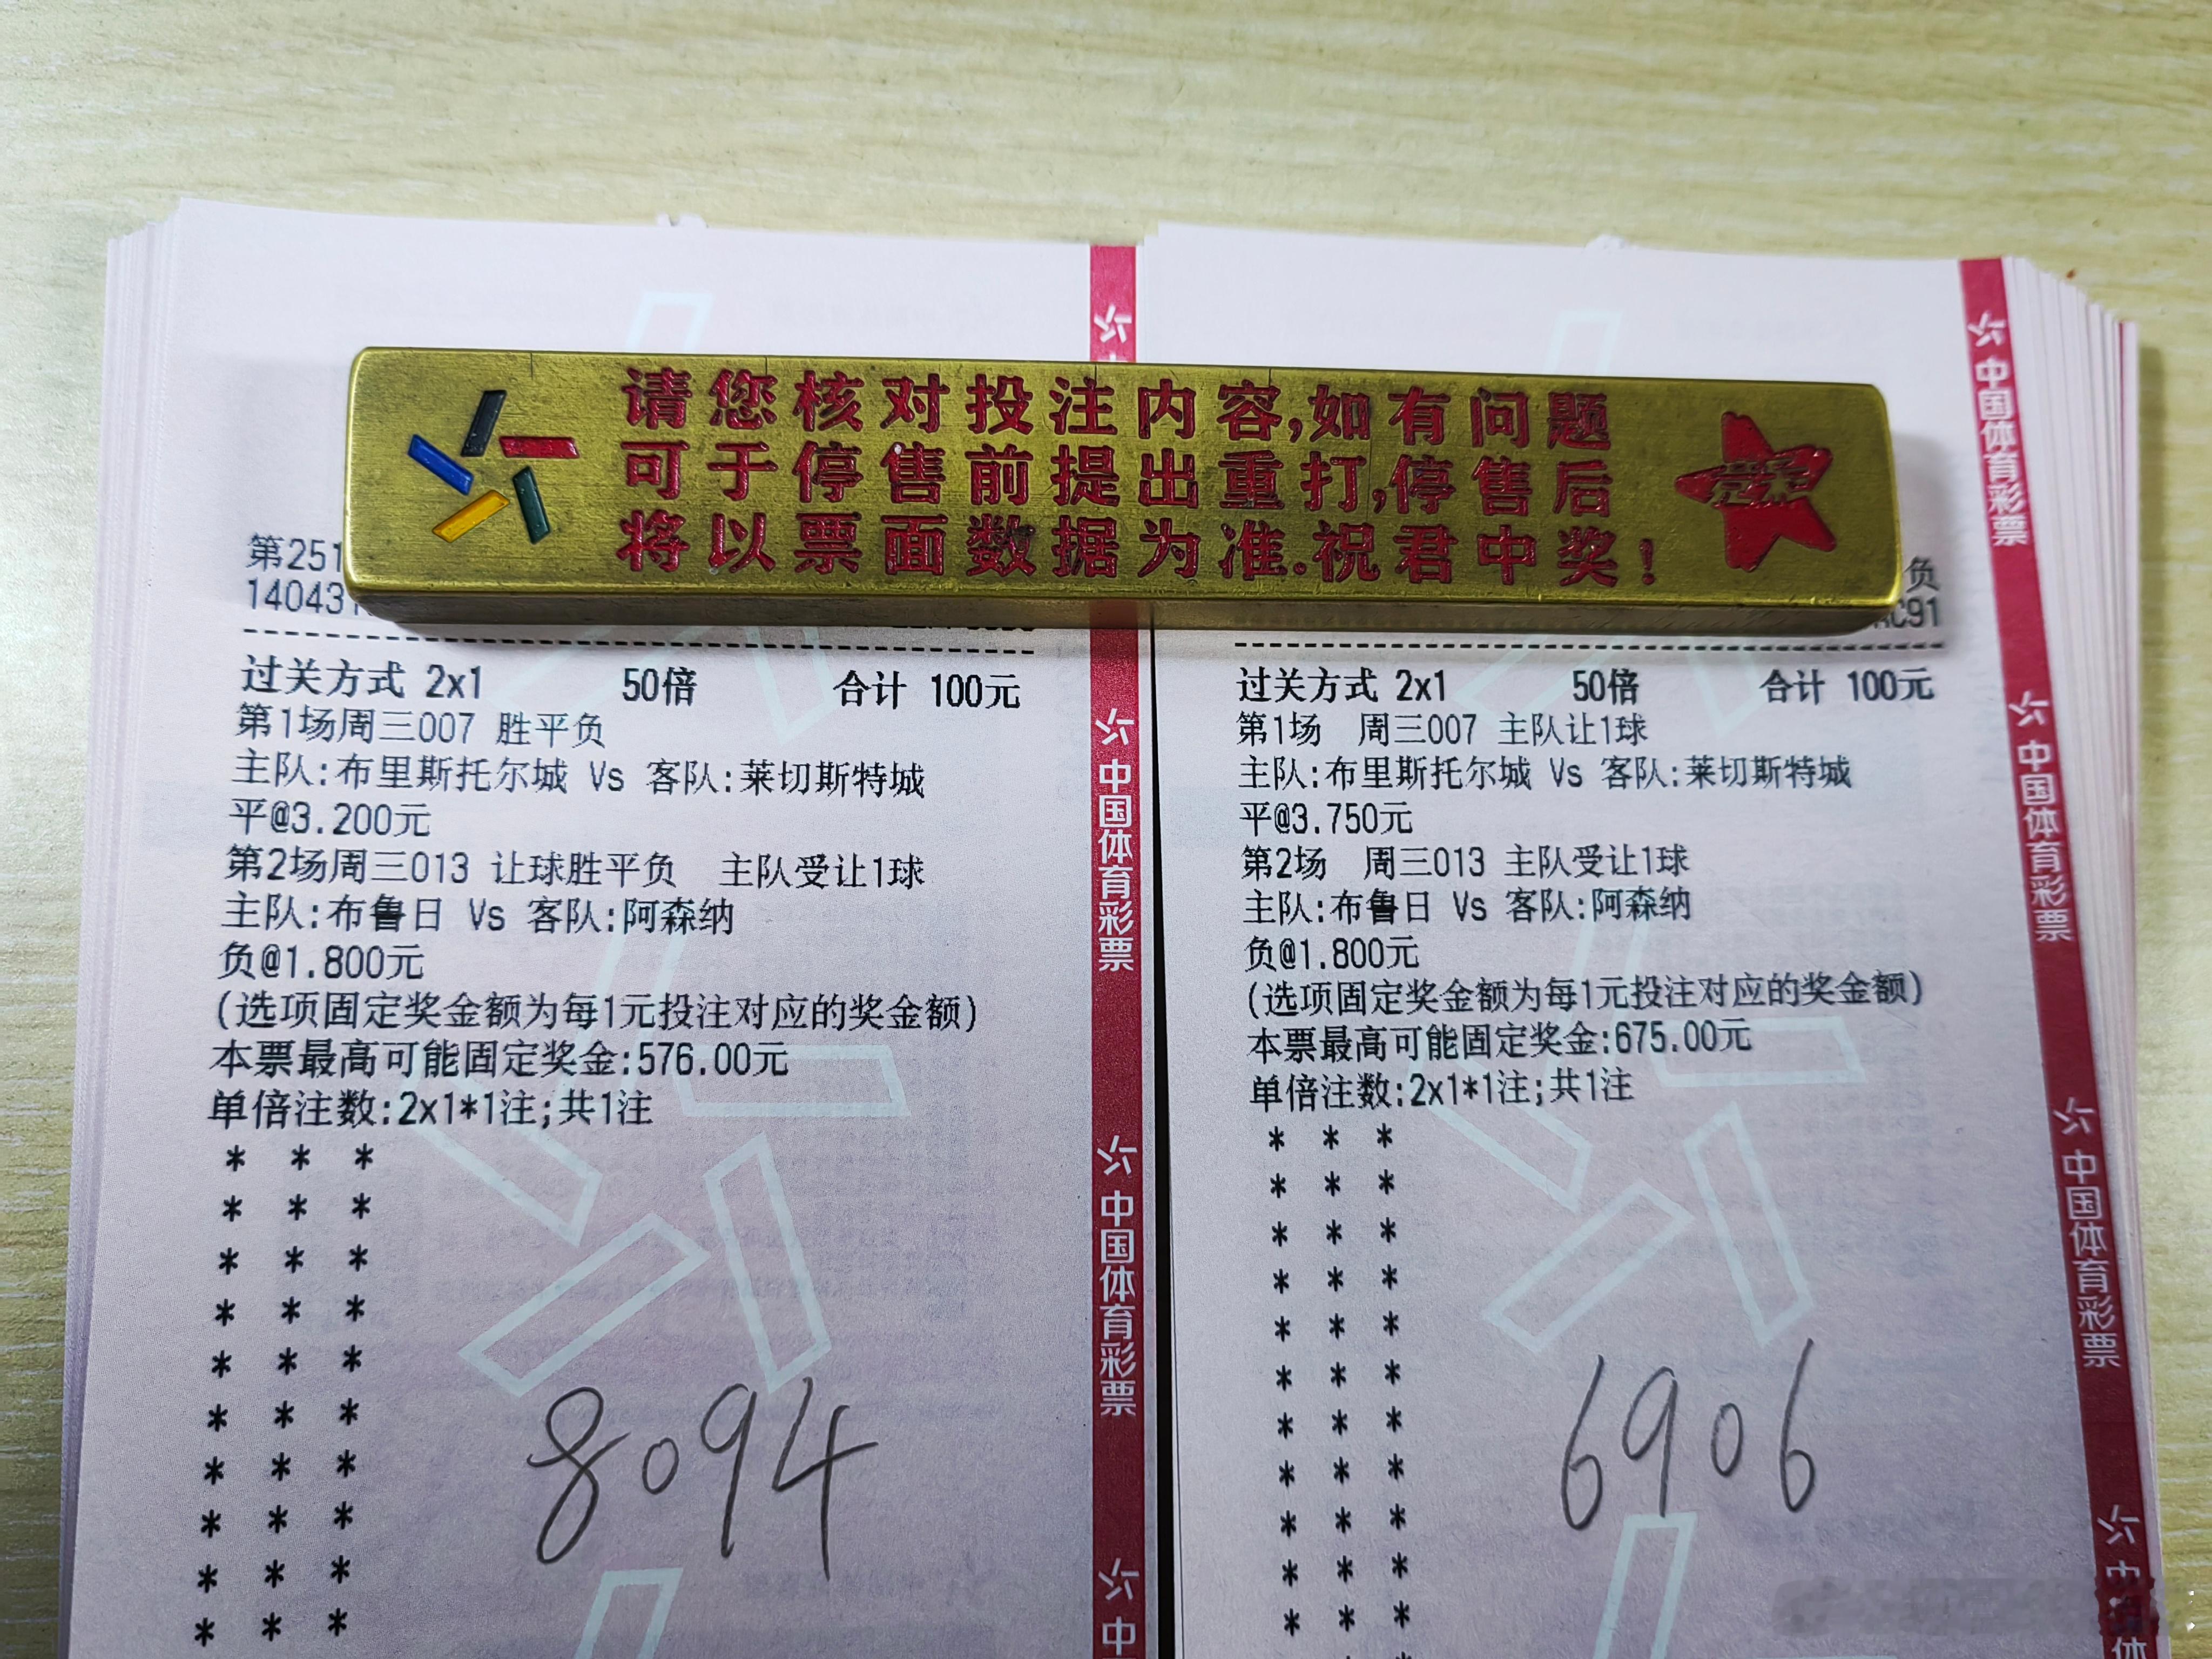 请您核对投注内容,如有问题
可于停售前提出重打,停售后
将以票面数据为准.祝君中奖!
第251
14043
过关方式 2x1 50倍 合计 100元
第1场周三007 胜平负
主队:布里斯托尔城 Vs 客队:莱切斯特城
平@3.200元
第2场周三013 让球胜平负 主队受让1球
主队:布鲁日 Vs 客队:阿森纳
负@1.800元
(选项固定奖金额为每1元投注对应的奖金额)
本票最高可能固定奖金:576.00元
单倍注数:2x1*1注;共1注
* * *
* * *
* * *
* * *
* * *
* * *
* * *
* * *
* * *
* * *
8094
中国体育彩票
中国体育彩票
中
负
C91
过关方式 2x1 50倍 合计 100元
第1场 周三007 主队让1球
主队:布里斯托尔城 Vs 客队:莱切斯特城
平@3.750元
第2场 周三013 主队受让1球
主队:布鲁日 Vs 客队:阿森纳
负@1.800元
(选项固定奖金额为每1元投注对应的奖金额)
本票最高可能固定奖金:675.00元
单倍注数:2x1*1注;共1注
* * *
* * *
* * *
* * *
* * *
* * *
* * *
* * *
* * *
* * *
* * *
6906
中国体育彩票
中国体育彩票
中国体育彩票